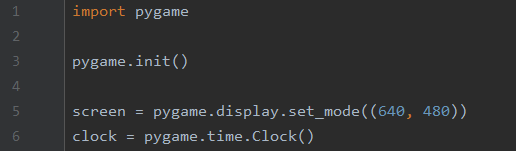 1 import pygame
2
3 pygame.init()
4
5 screen = pygame.display.set_mode((640, 480))
6 clock = pygame.time.Clock()